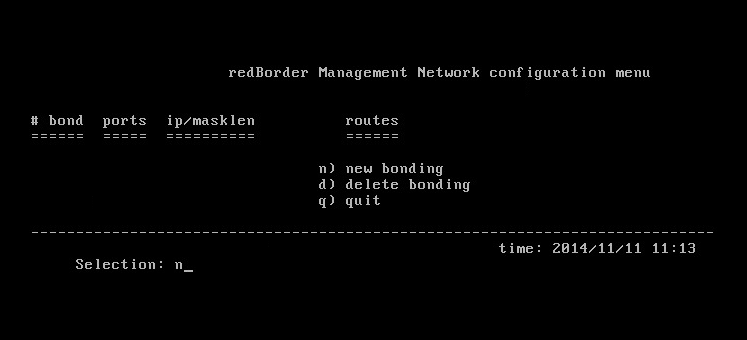 redBorder Management Network configuration menu
# bond  ports  ip/masklen          routes
======  =====  ==========          ======
n) new bonding
d) delete bonding
q) quit
----------------------------------------------------------------------------
time: 2014/11/11 11:13
Selection: n_